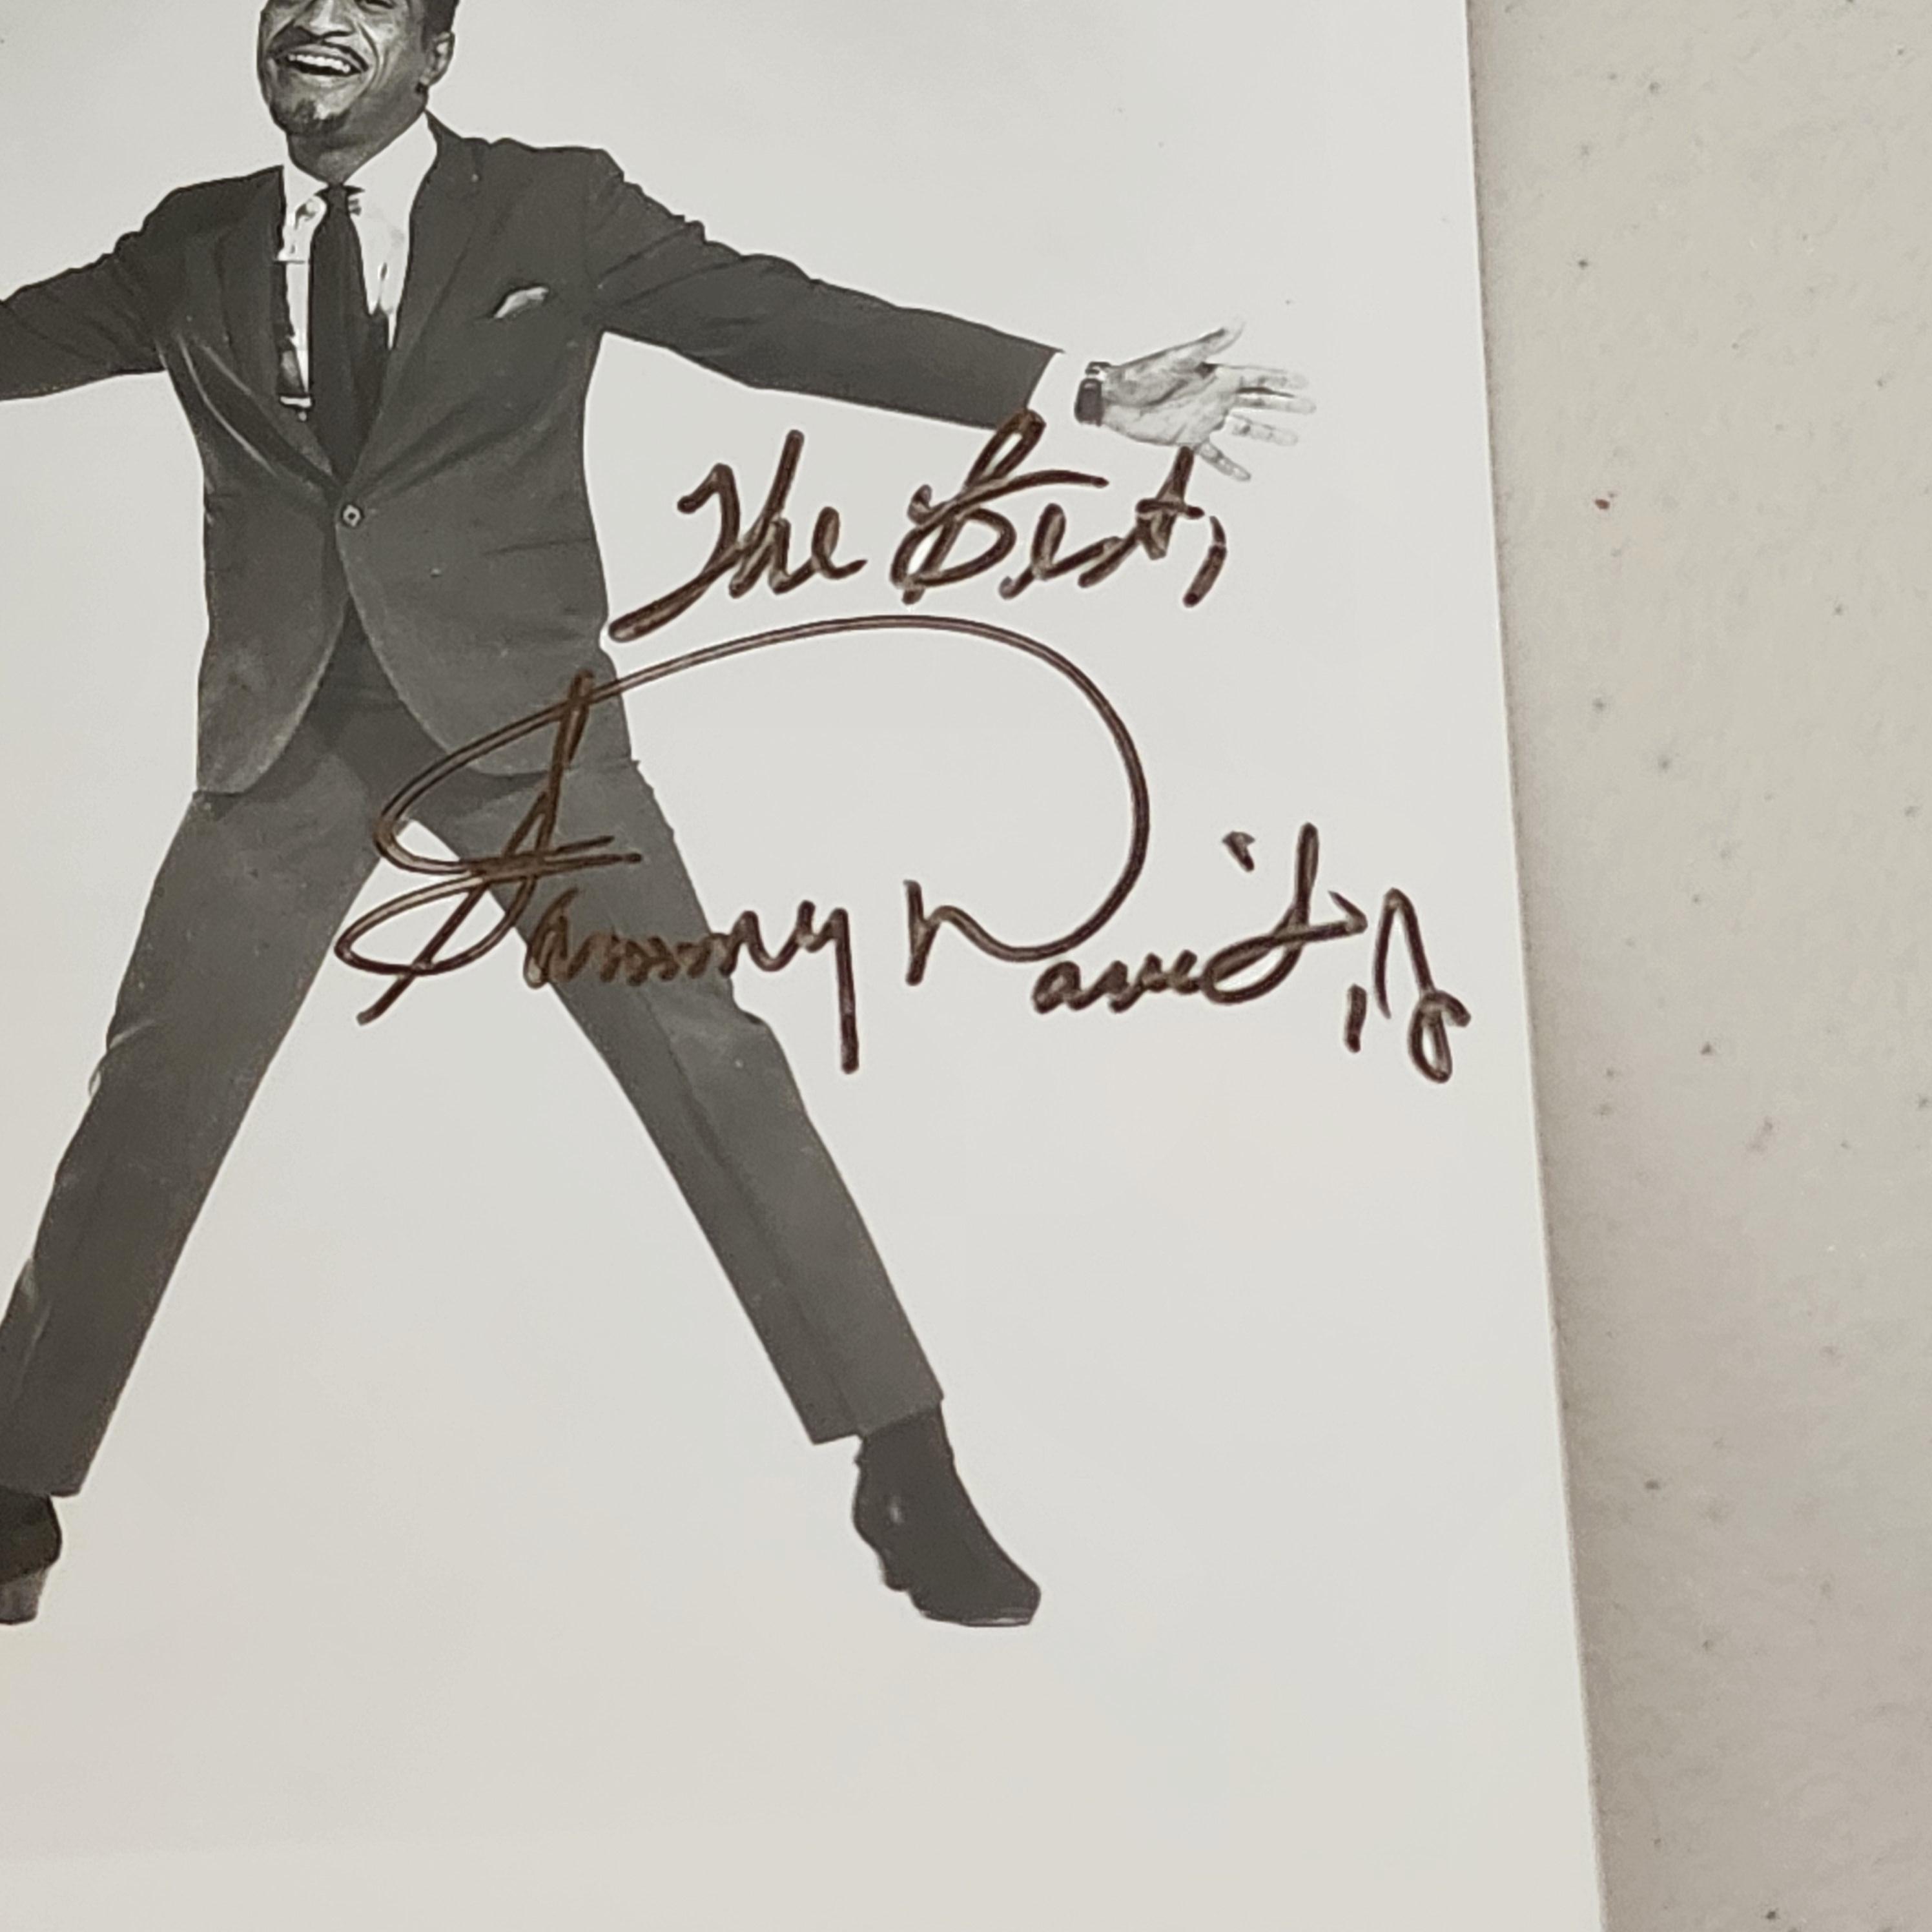 The Best,
Sammy Davis, Jr